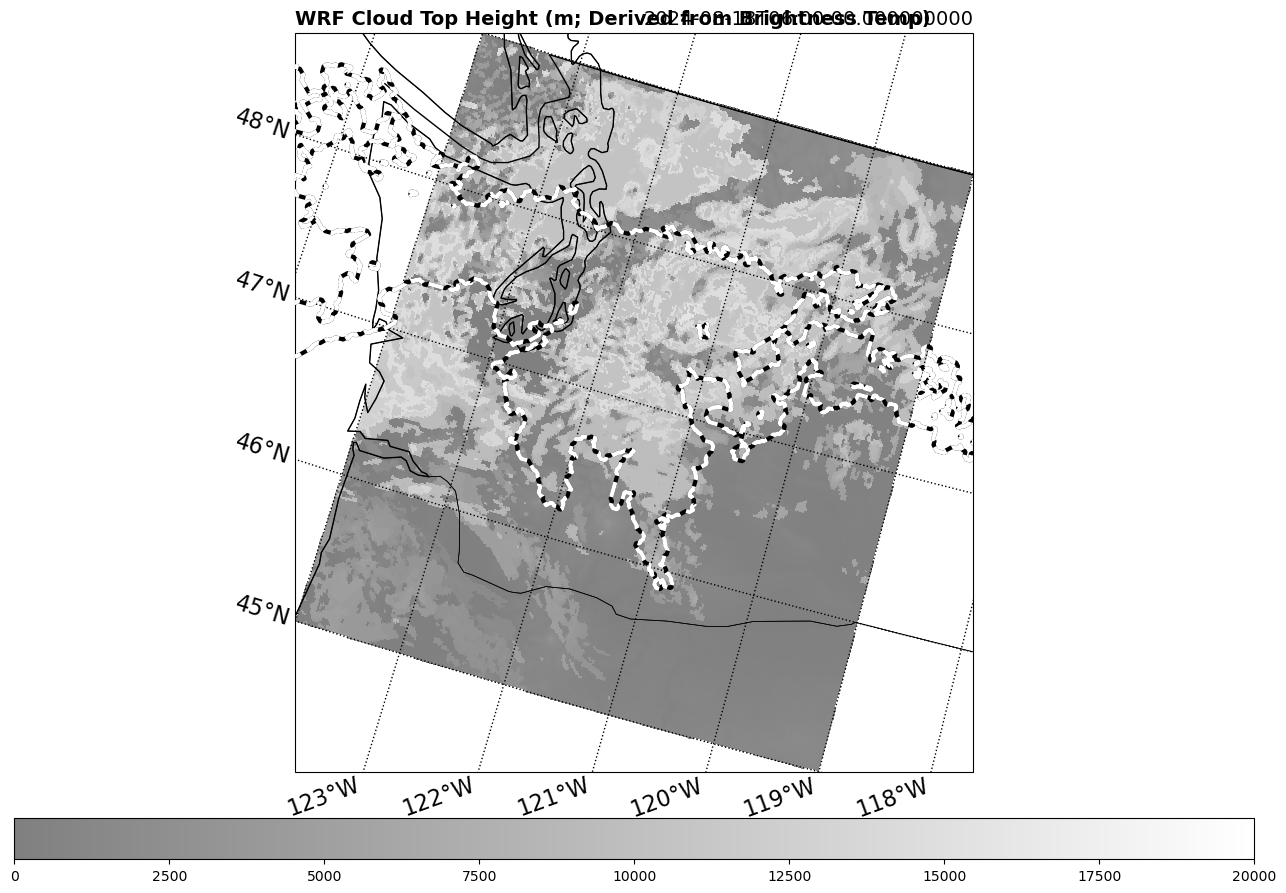 WRF Cloud Top Height (m; Derived from Brightness Temp)
48°N
47°N
46°N
45°N
123°W 122°W 121°W 120°W 119°W 118°W
0 2500 5000 7500 10000 12500 15000 17500 20000